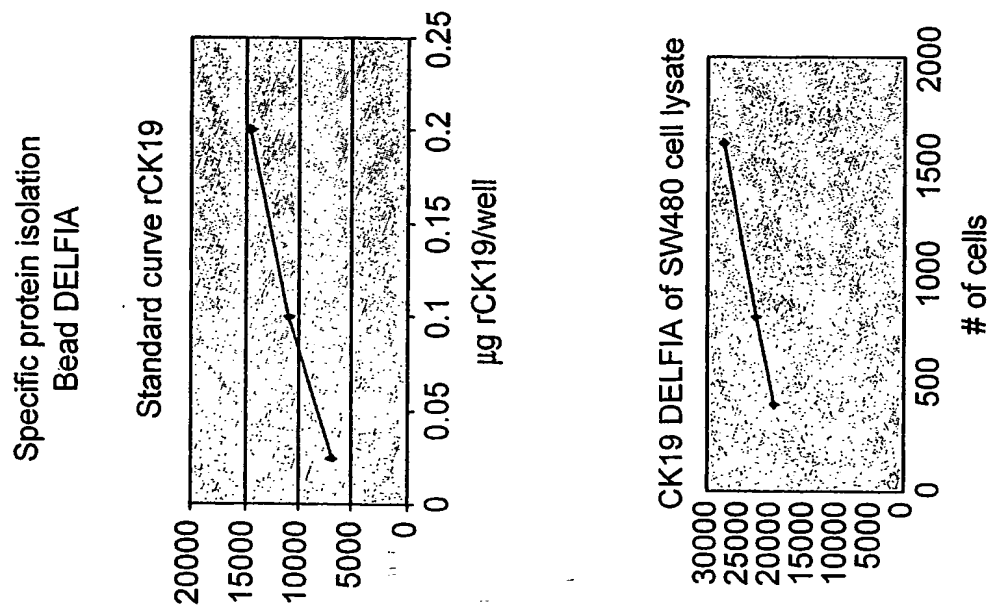 Specific protein isolation
Bead DELFIA
Standard curve rCK19
20000
15000
10000
5000
0
0 0.05 0.1 0.15 0.2 0.25
µg rCK19/well
CK19 DELFIA of SW480 cell lysate
30000
25000
20000
15000
10000
5000
0
0 500 1000 1500 2000
# of cells